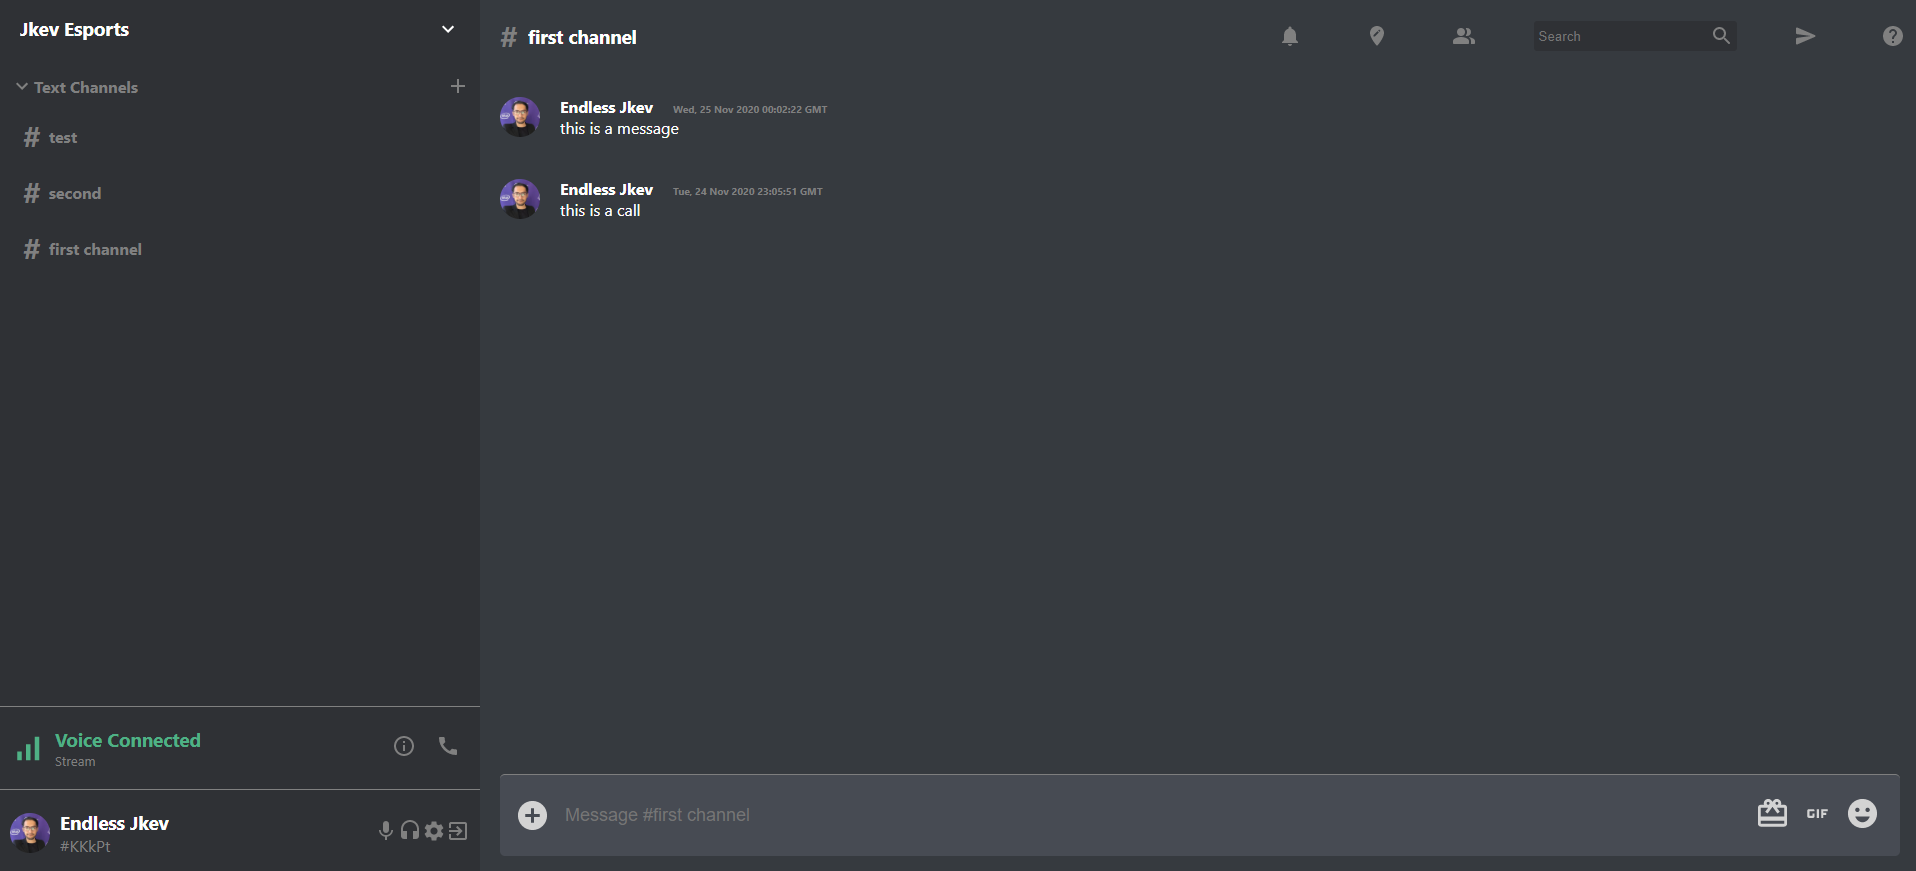 Jkev Esports
Text Channels
# test
# second
# first channel
Voice Connected
Stream
Endless Jkev
#KKkPt
# first channel
Search
Endless Jkev Wed, 25 Nov 2020 00:02:22 GMT
this is a message
Endless Jkev Tue, 24 Nov 2020 23:05:51 GMT
this is a call
Message #first channel
GIF